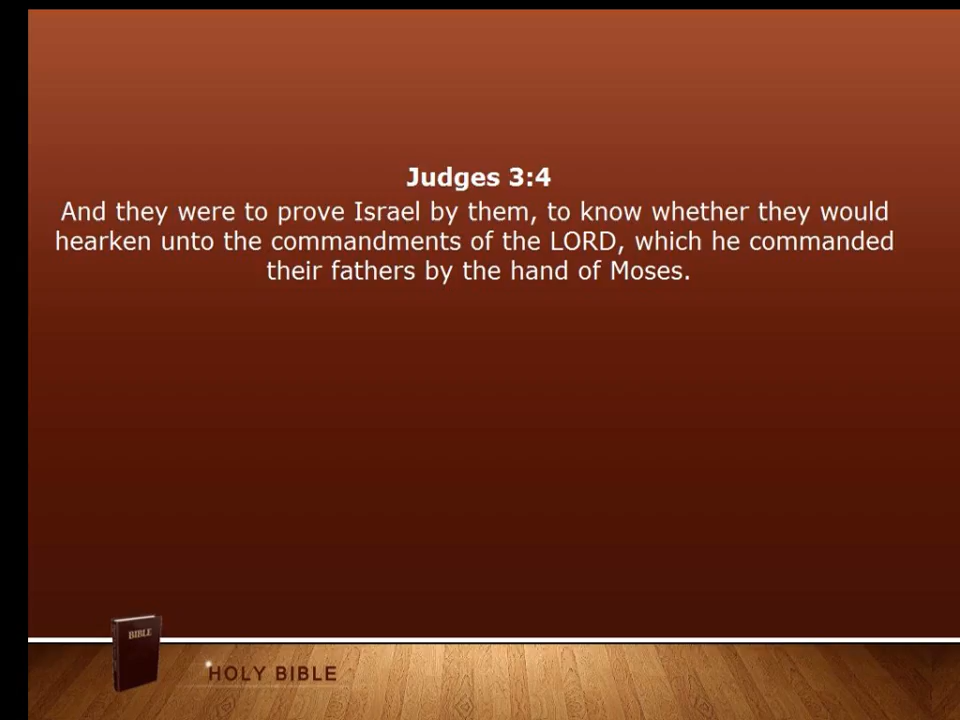 Judges 3:4
And they were to prove Israel by them, to know whether they would
hearken unto the commandments of the LORD, which he commanded
their fathers by the hand of Moses.
BIBLE
HOLY BIBLE